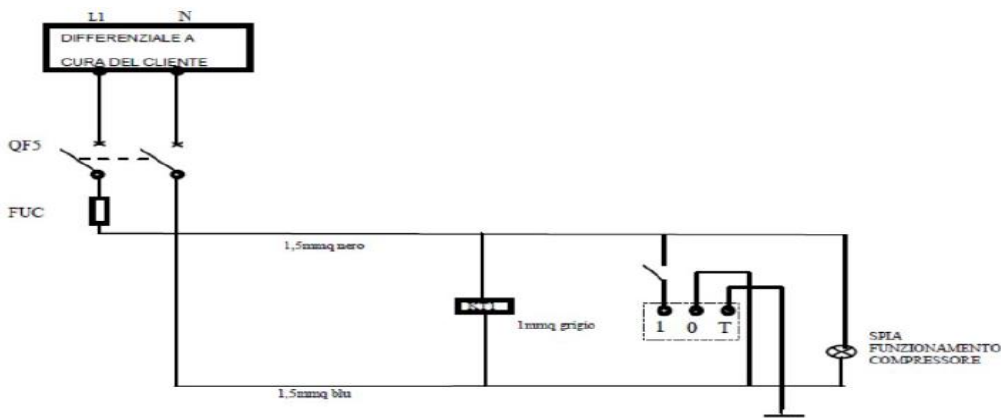 L1 N
DIFFERENZIALE A
CURA DEL CLIENTE
QF5
FUC
1,5mmq nero
1mmq grigio
1 0 T
SPIA
FUNZIONAMENTO
COMPRESSORE
1,5mmq blu